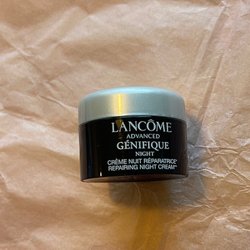 LANCÔME
ADVANCED
GÉNIFIQUE
NIGHT
CRÈME NUIT RÉPARATRICE*
REPAIRING NIGHT CREAM**